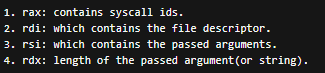 1. rax: contains syscall ids.
2. rdi: which contains the file descriptor.
3. rsi: which contains the passed arguments.
4. rdx: length of the passed argument(or string).